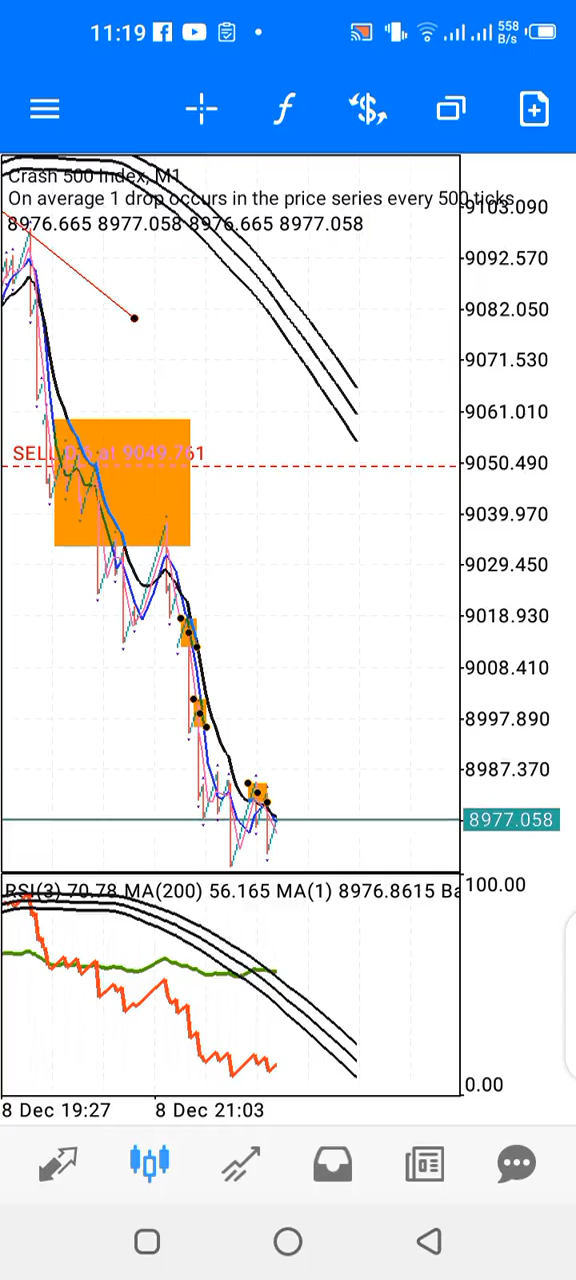 11:19
558
B/s
Crash 500 Index, M1
On average 1 drop occurs in the price series every 500 ticks
8976.665 8977.058 8976.665 8977.058
9103.090
9092.570
9082.050
9071.530
9061.010
SELL 0.6 at 9049.761
9050.490
9039.970
9029.450
9018.930
9008.410
8997.890
8987.370
8977.058
RSI(3) 70.78 MA(200) 56.165 MA(1) 8976.8615 Ba
100.00
0.00
8 Dec 19:27
8 Dec 21:03